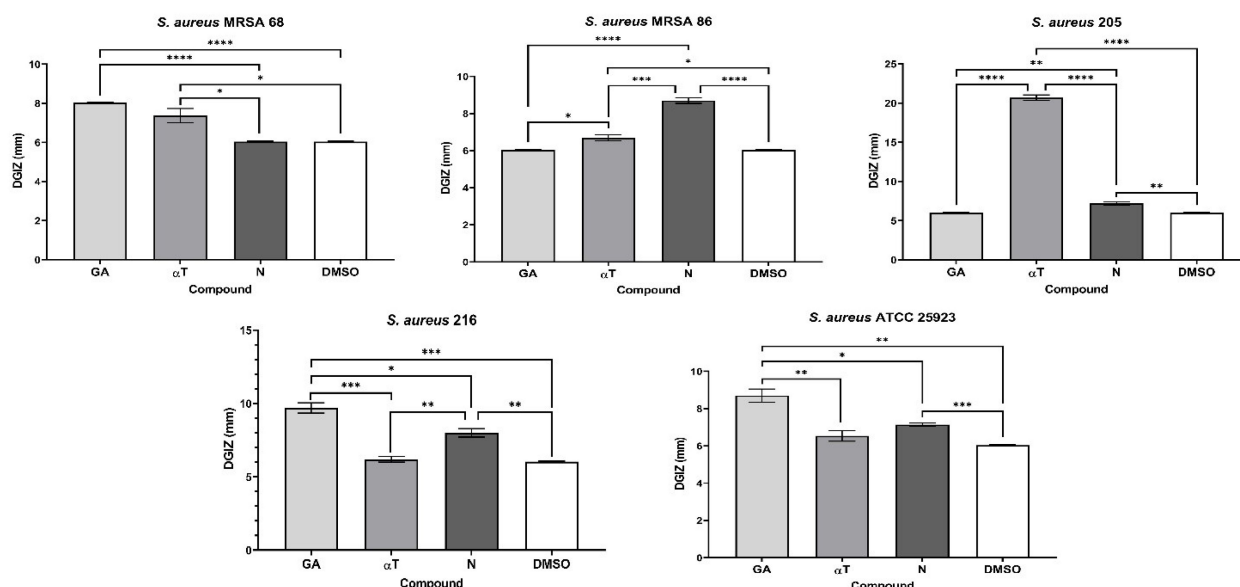 S. aureus MRSA 68
****
****
*
*
DGIZ (mm)
10
8
6
4
2
0
GA αT N DMSO
Compound
S. aureus MRSA 86
****
*
***
****
*
DGIZ (mm)
10
8
6
4
2
0
GA αT N DMSO
Compound
S. aureus 205
****
**
****
****
**
DGIZ (mm)
25
20
15
10
5
0
GA αT N DMSO
Compound
S. aureus 216
***
*
***
**
**
DGIZ (mm)
15
10
5
0
GA αT N DMSO
Compound
S. aureus ATCC 25923
**
*
**
***
DGIZ (mm)
10
8
6
4
2
0
GA αT N DMSO
Compound